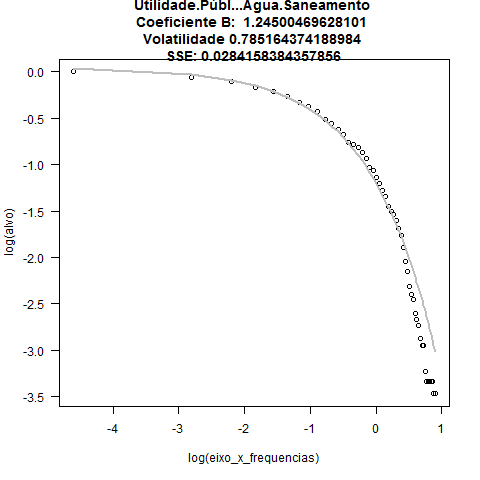 Utilidade.Públ...Água.Saneamento
Coeficiente B:  1.24500469628101
Volatilidade 0.785164374188984
SSE: 0.0284158384357856
0.0
-0.5
-1.0
-1.5
-2.0
-2.5
-3.0
-3.5
log(alvo)
-4 -3 -2 -1 0 1
log(eixo_x_frequencias)